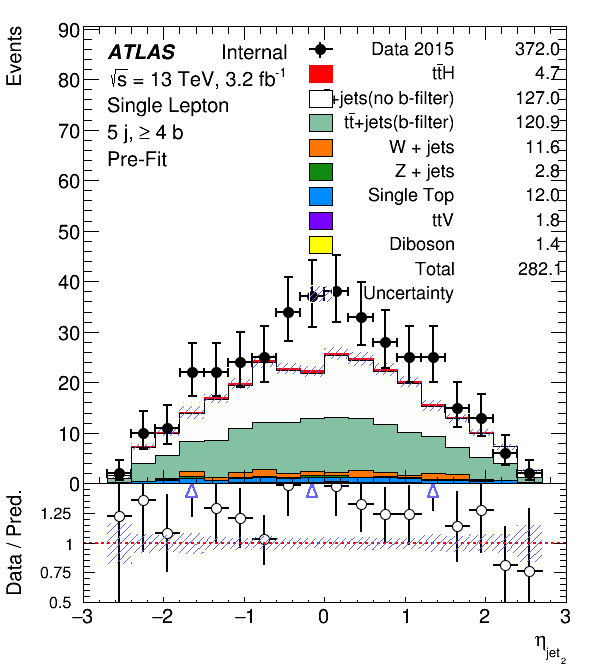 Events
90
80
70
60
50
40
30
20
10
0
ATLAS Internal
√s = 13 TeV, 3.2 fb⁻¹
Single Lepton
5 j, ≥ 4 b
Pre-Fit
Data 2015 372.0
tt̄H 4.7
+jets(no b-filter) 127.0
tt̄+jets(b-filter) 120.9
W + jets 11.6
Z + jets 2.8
Single Top 12.0
ttV 1.8
Diboson 1.4
Total 282.1
Uncertainty
Data / Pred.
1.25
1
0.75
0.5
−3 −2 −1 0 1 2 3
η_jet₂